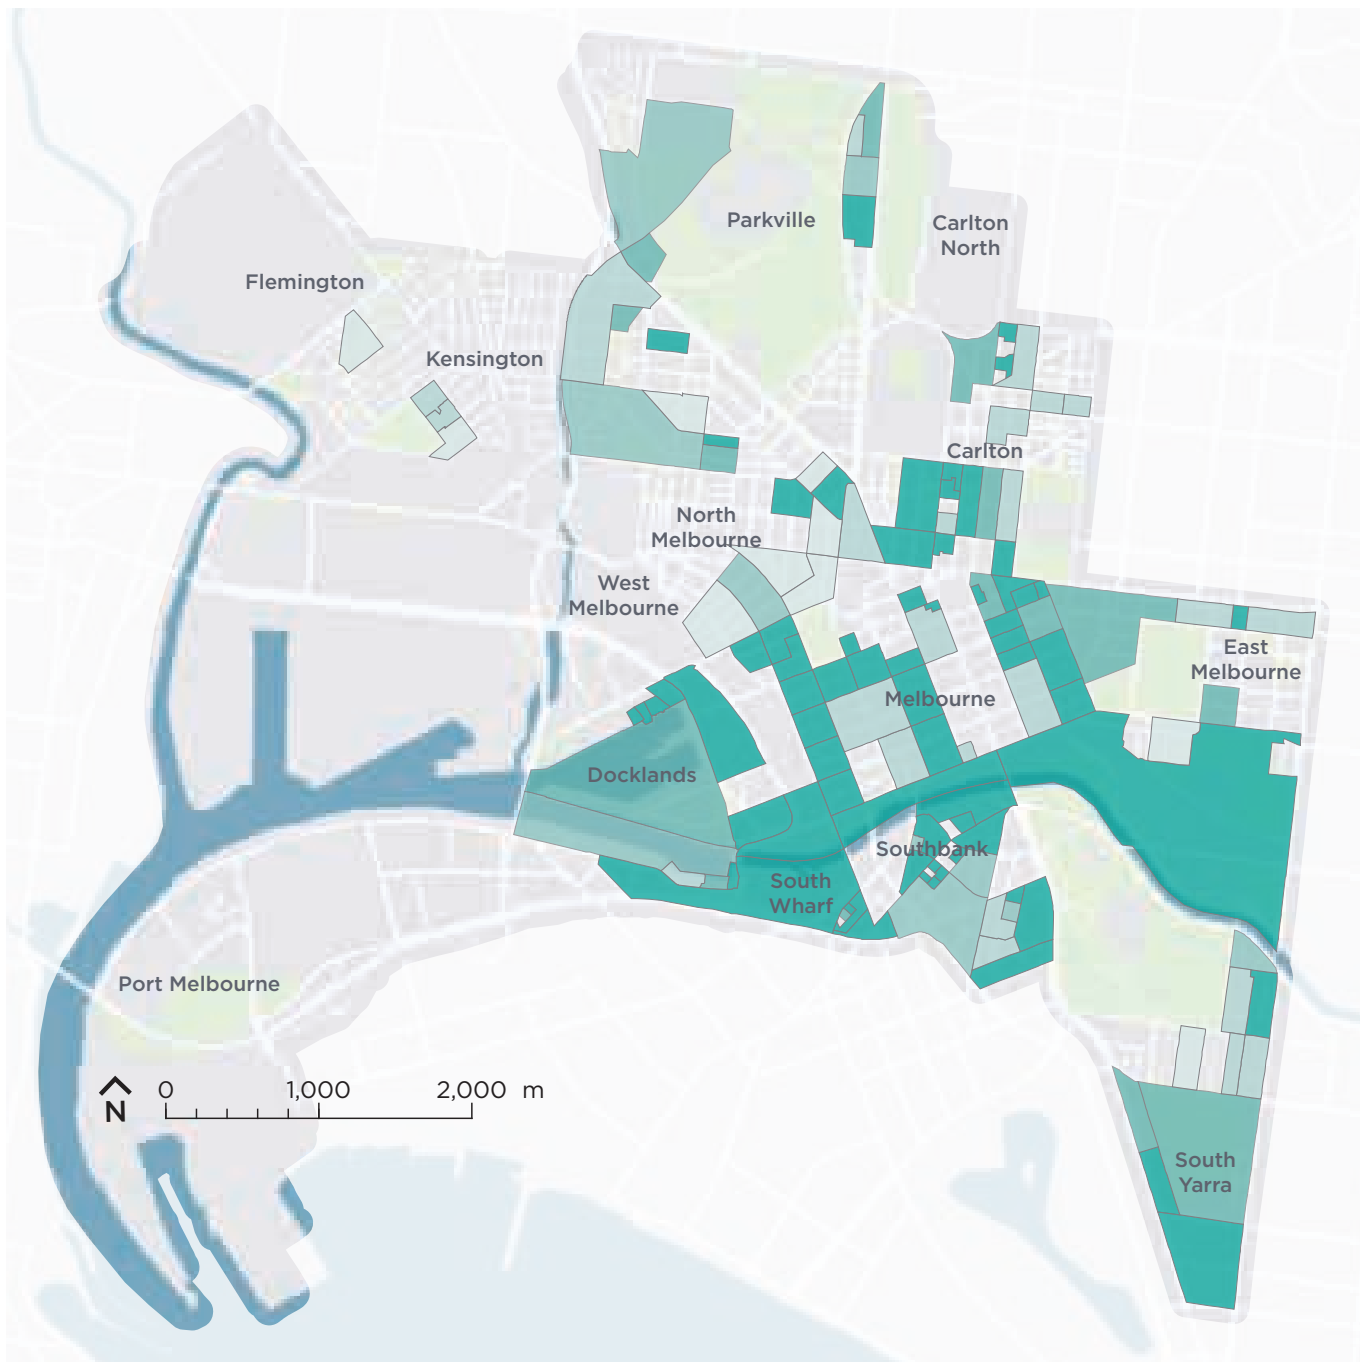 Parkville
Carlton
North
Flemington
Kensington
Carlton
North
Melbourne
West
Melbourne
East
Melbourne
Melbourne
Docklands
Southbank
South
Wharf
Port Melbourne
0 1,000 2,000 m
N
South
Yarra